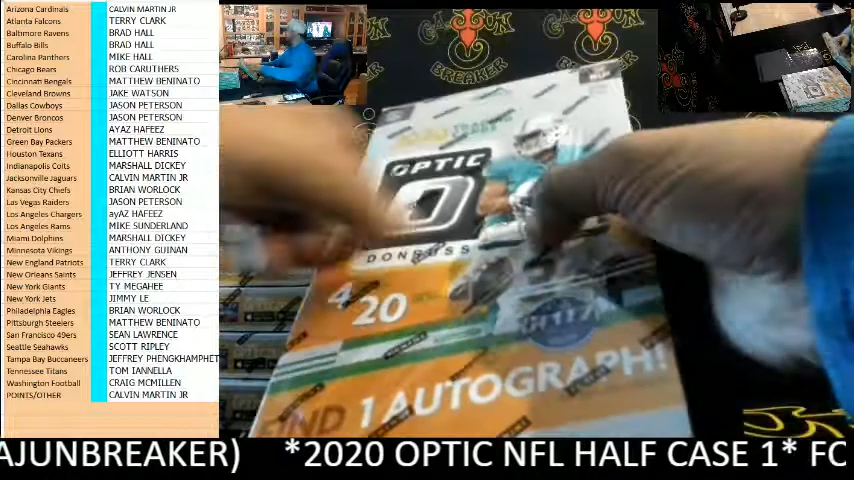 Arizona Cardinals CALVIN MARTIN JR
Atlanta Falcons TERRY CLARK
Baltimore Ravens BRAD HALL
Buffalo Bills BRAD HALL
Carolina Panthers MIKE HALL
Chicago Bears ROB CARUTHERS
Cincinnati Bengals MATTHEW BENINATO
Cleveland Browns JAKE WATSON
Dallas Cowboys JASON PETERSON
Denver Broncos JASON PETERSON
Detroit Lions AYAZ HAFEEZ
Green Bay Packers MATTHEW BENINATO
Houston Texans ELLIOTT HARRIS
Indianapolis Colts MARSHALL DICKEY
Jacksonville Jaguars CALVIN MARTIN JR
Kansas City Chiefs BRIAN WORLOCK
Las Vegas Raiders JASON PETERSON
Los Angeles Chargers ayAZ HAFEEZ
Los Angeles Rams MIKE SUNDERLAND
Miami Dolphins MARSHALL DICKEY
Minnesota Vikings ANTHONY GUINAN
New England Patriots TERRY CLARK
New Orleans Saints JEFFREY JENSEN
New York Giants TY MEGAHEE
New York Jets JIMMY LE
Philadelphia Eagles BRIAN WORLOCK
Pittsburgh Steelers MATTHEW BENINATO
San Francisco 49ers SEAN LAWRENCE
Seattle Seahawks SCOTT RIPLEY
Tampa Bay Buccaneers JEFFREY PHENGKHAMPHET
Tennessee Titans TOM IANNELLA
Washington Football CRAIG MCMILLEN
POINTS/OTHER CALVIN MARTIN JR
BREAKER
BREAKER
OPTIC
DONRUSS
4
20
FIND 1 AUTOGRAPH!
AJUNBREAKER) *2020 OPTIC NFL HALF CASE 1* FC